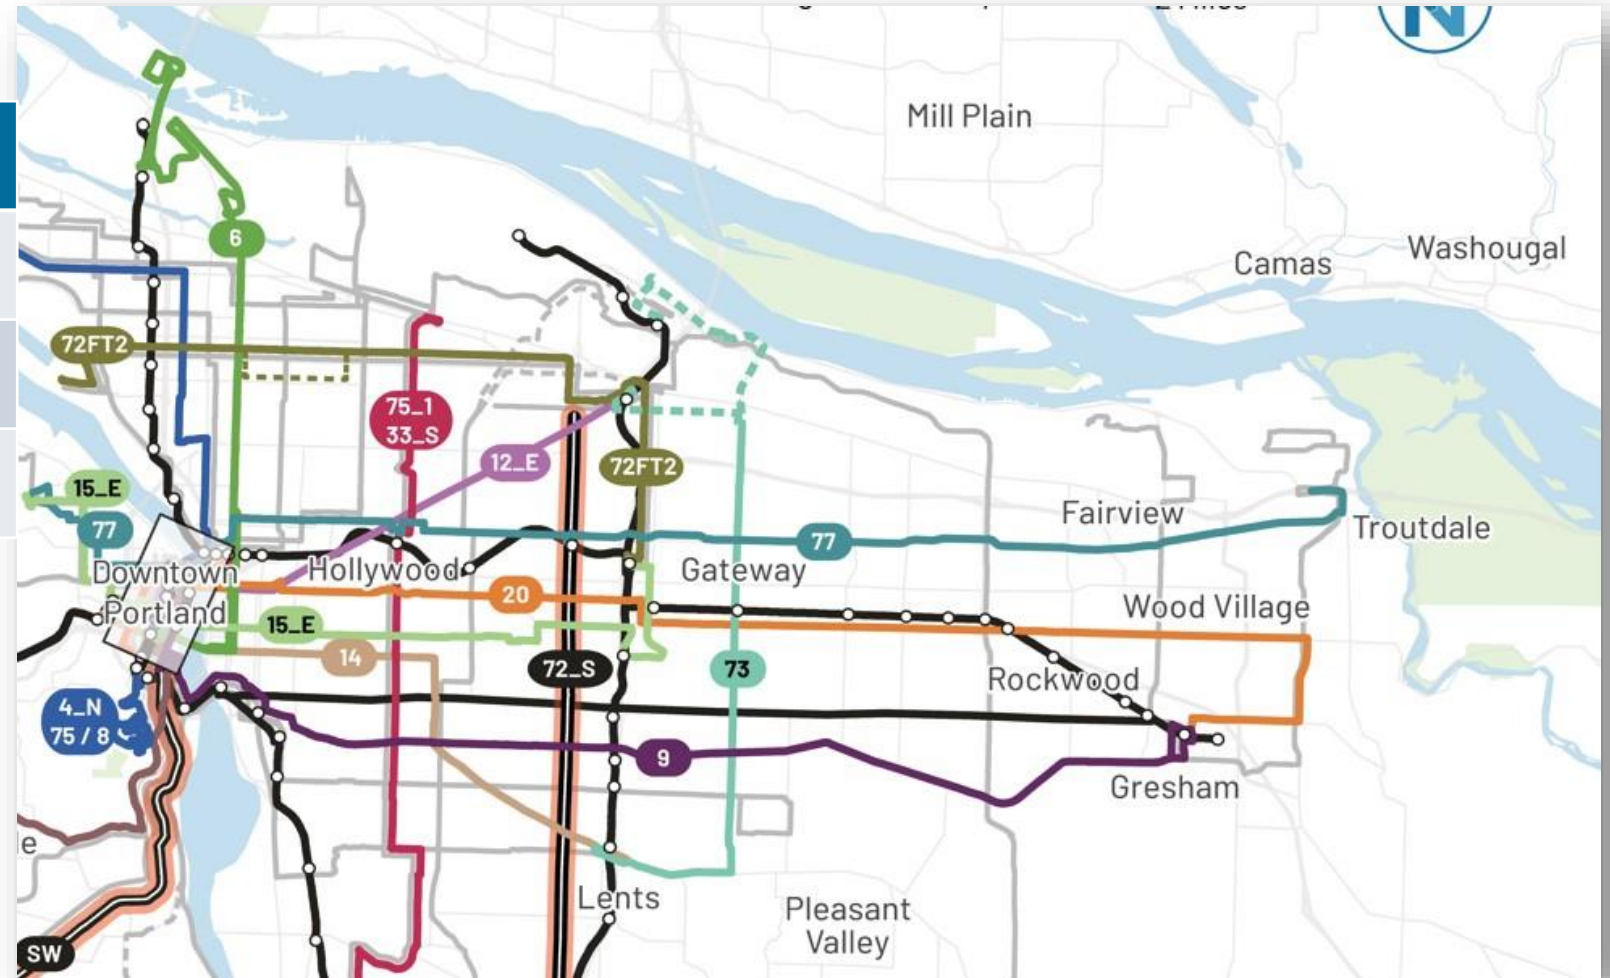 N
Mill Plain
Washougal
Camas
6
72FT2
75_1
33_S
12_E
72FT2
15_E
77
Fairview
Troutdale
77
Downtown
Portland
Hollywood
Gateway
20
Wood Village
15_E
14
72_S
73
Rockwood
4_N
75 / 8
9
Gresham
le
Lents
Pleasant
Valley
SW